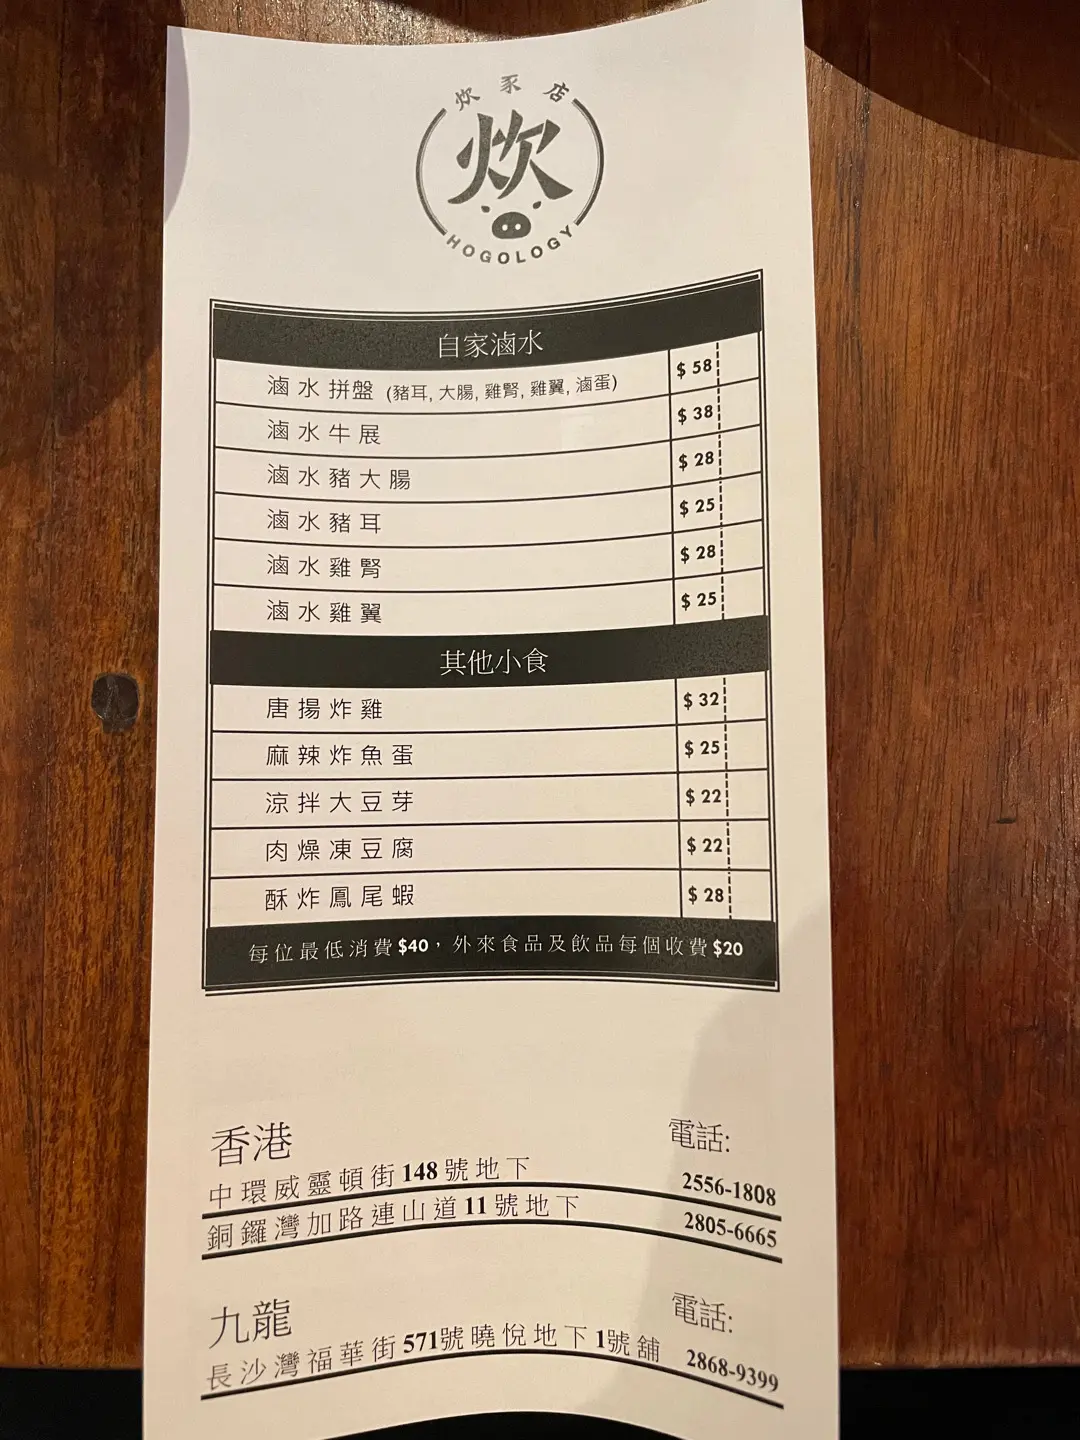 炊豕店
炊
HOGOLOGY
自家滷水
滷水拼盤 (豬耳, 大腸, 雞腎, 雞翼, 滷蛋) $ 58
滷水牛展 $ 38
滷水豬大腸 $ 28
滷水豬耳 $ 25
滷水雞腎 $ 28
滷水雞翼 $ 25
其他小食
唐揚炸雞 $ 32
麻辣炸魚蛋 $ 25
涼拌大豆芽 $ 22
肉燥凍豆腐 $ 22
酥炸鳳尾蝦 $ 28
每位最低消費$40，外來食品及飲品每個收費$20
香港 電話:
中環威靈頓街148號地下 2556-1808
銅鑼灣加路連山道11號地下 2805-6665
九龍 電話:
長沙灣福華街571號曉悅地下1號舖 2868-9399